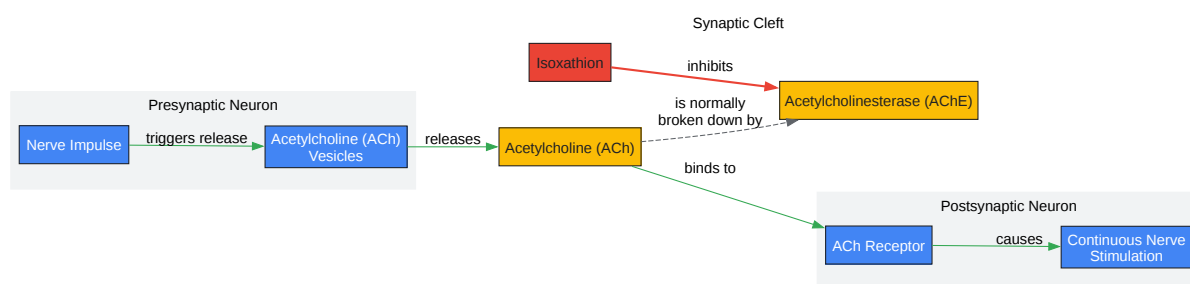 Synaptic Cleft
Isoxathion
inhibits
Acetylcholinesterase (AChE)
is normally
broken down by
Presynaptic Neuron
Nerve Impulse
triggers release
Acetylcholine (ACh)
Vesicles
releases
Acetylcholine (ACh)
binds to
Postsynaptic Neuron
ACh Receptor
causes
Continuous Nerve
Stimulation